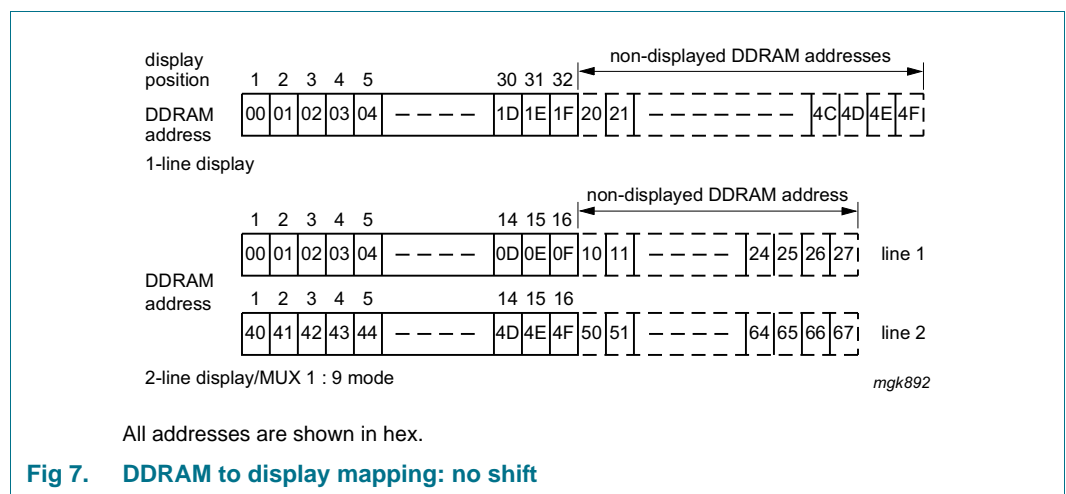 display
position 1 2 3 4 5 30 31 32 non-displayed DDRAM addresses
DDRAM
address 00 01 02 03 04 1D 1E 1F 20 21 4C 4D 4E 4F
1-line display
non-displayed DDRAM address
1 2 3 4 5 14 15 16
00 01 02 03 04 0D 0E 0F 10 11 24 25 26 27 line 1
DDRAM
address
1 2 3 4 5 14 15 16
40 41 42 43 44 4D 4E 4F 50 51 64 65 66 67 line 2
2-line display/MUX 1 : 9 mode
mgk892
All addresses are shown in hex.
Fig 7. DDRAM to display mapping: no shift